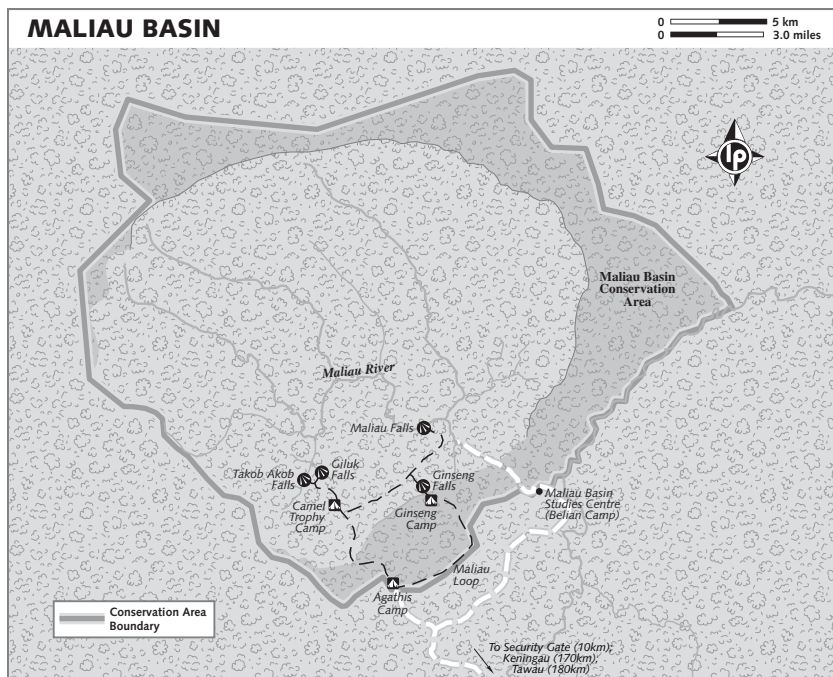 MALIAU BASIN
0 5 km
0 3.0 miles
lp
Maliau Basin
Conservation
Area
Maliau River
Maliau Falls
Takob Akob
Falls
Giluk
Falls
Ginseng
Falls
Camel
Trophy
Camp
Ginseng
Camp
Maliau Basin
Studies Centre
(Belian Camp)
Maliau
Loop
Agathis
Camp
Conservation Area
Boundary
To Security Gate (10km);
Keningau (170km);
Tawau (180km)